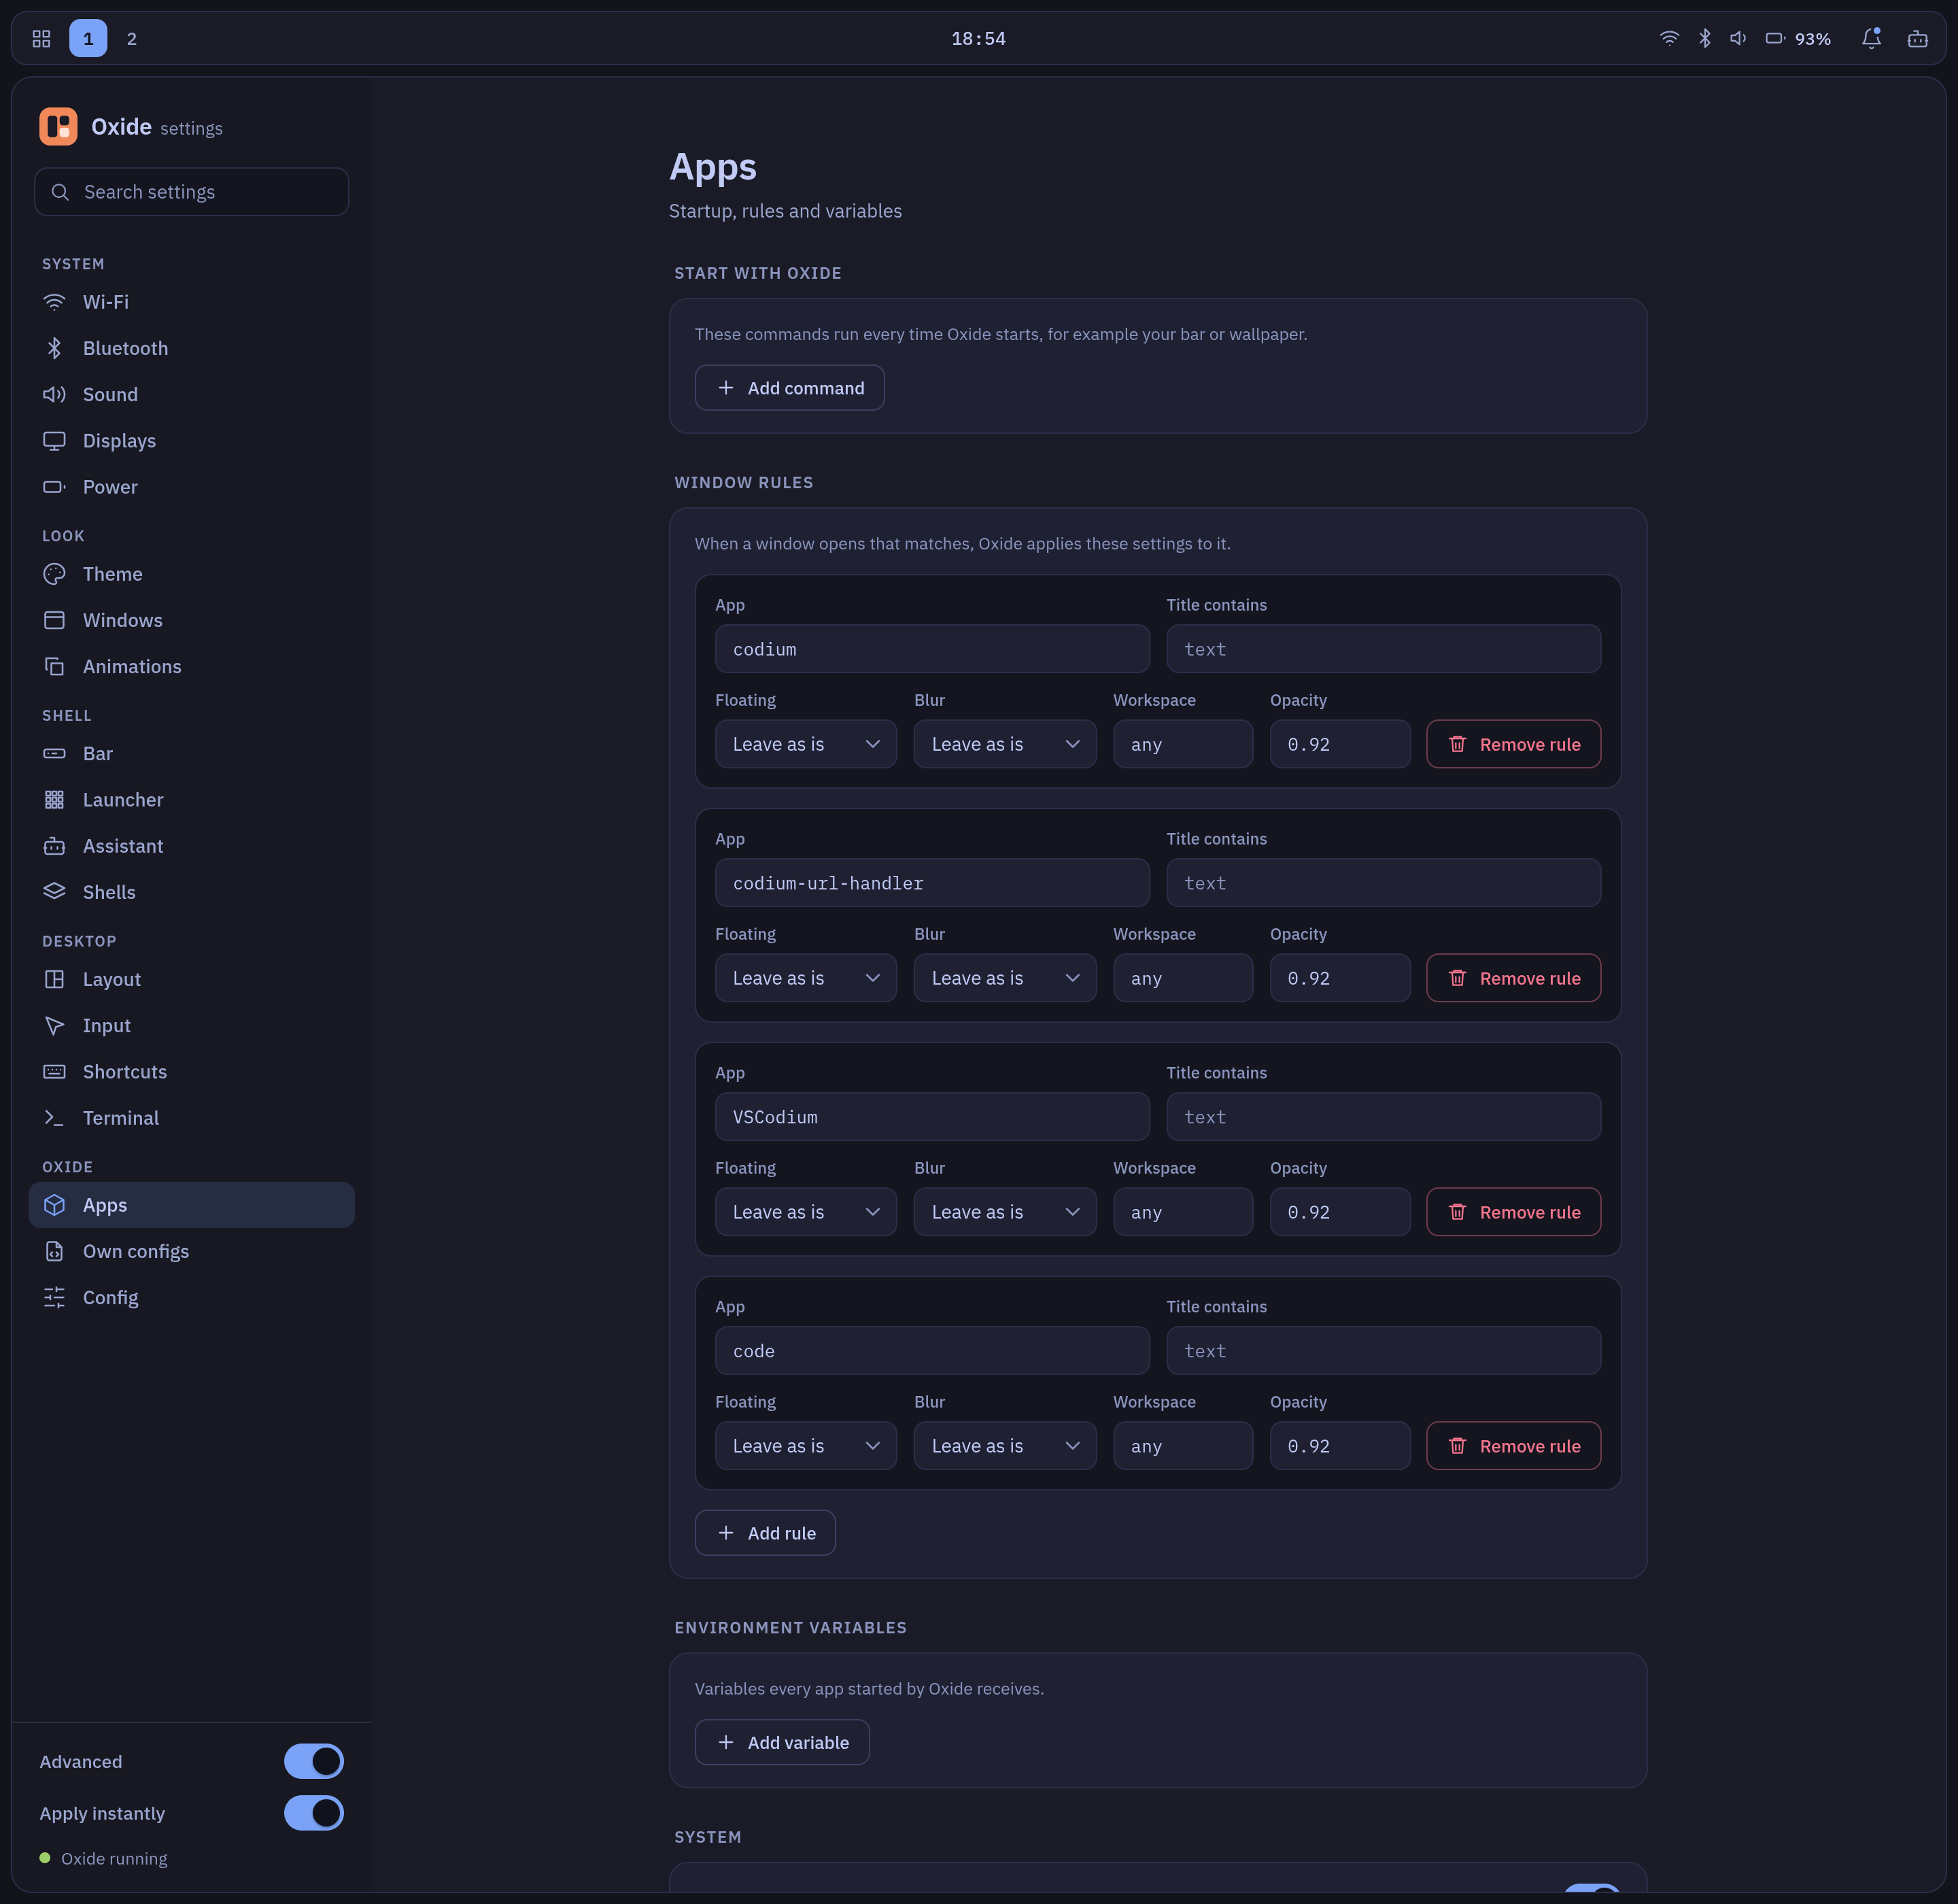 1 2 18:54 93%
Oxide settings
Search settings
SYSTEM
Wi-Fi
Bluetooth
Sound
Displays
Power
LOOK
Theme
Windows
Animations
SHELL
Bar
Launcher
Assistant
Shells
DESKTOP
Layout
Input
Shortcuts
Terminal
OXIDE
Apps
Own configs
Config
Advanced
Apply instantly
Oxide running
Apps
Startup, rules and variables
START WITH OXIDE
These commands run every time Oxide starts, for example your bar or wallpaper.
Add command
WINDOW RULES
When a window opens that matches, Oxide applies these settings to it.
App Title contains
codium text
Floating Blur Workspace Opacity
Leave as is Leave as is any 0.92 Remove rule
App Title contains
codium-url-handler text
Floating Blur Workspace Opacity
Leave as is Leave as is any 0.92 Remove rule
App Title contains
VSCodium text
Floating Blur Workspace Opacity
Leave as is Leave as is any 0.92 Remove rule
App Title contains
code text
Floating Blur Workspace Opacity
Leave as is Leave as is any 0.92 Remove rule
Add rule
ENVIRONMENT VARIABLES
Variables every app started by Oxide receives.
Add variable
SYSTEM